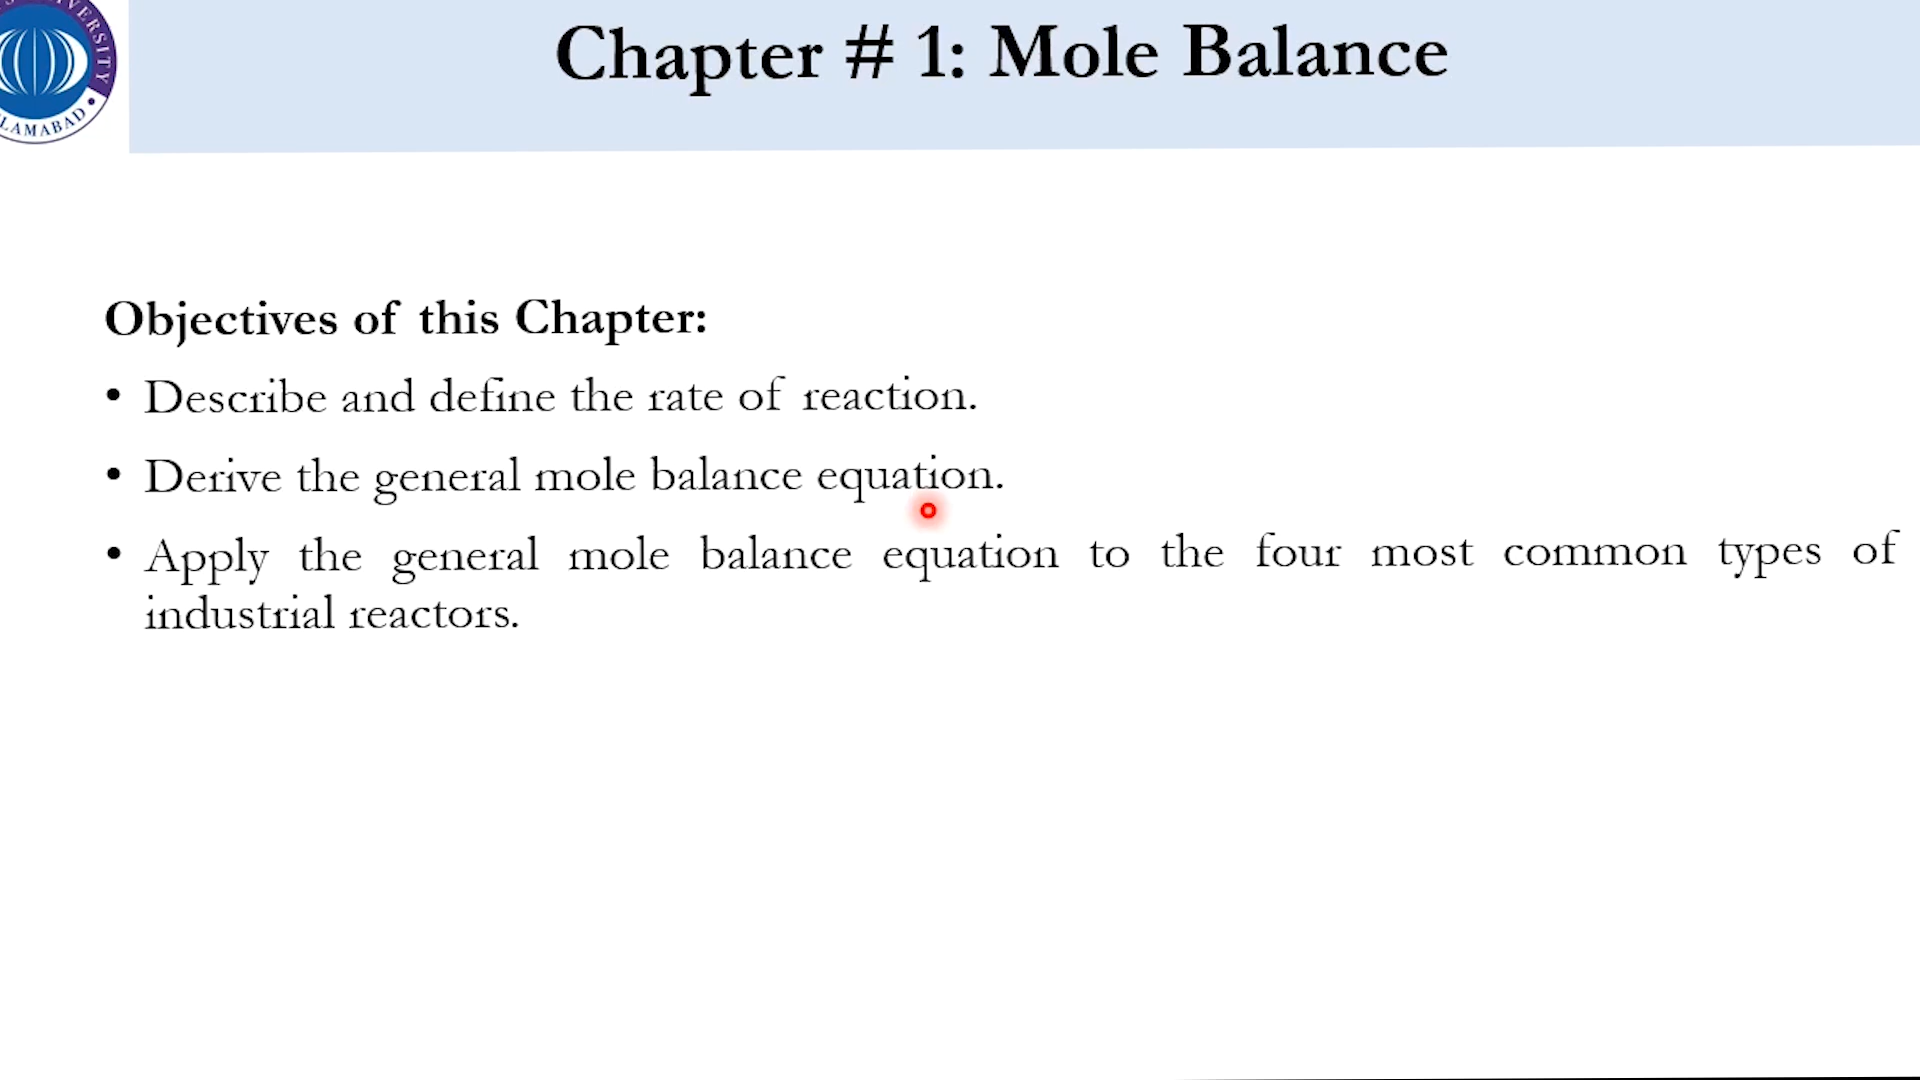 Chapter # 1: Mole Balance
Objectives of this Chapter:
• Describe and define the rate of reaction.
• Derive the general mole balance equation.
• Apply the general mole balance equation to the four most common types of
industrial reactors.